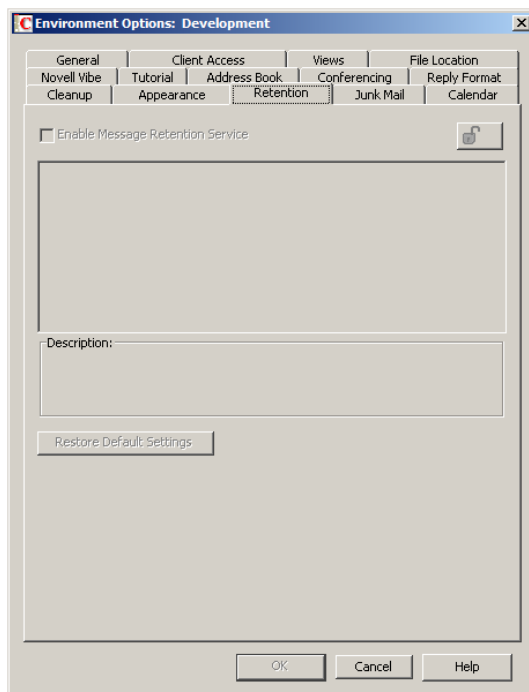 Environment Options: Development
General Client Access Views File Location
Novell Vibe Tutorial Address Book Conferencing Reply Format
Cleanup Appearance Retention Junk Mail Calendar
Enable Message Retention Service
Description:
Restore Default Settings
OK Cancel Help